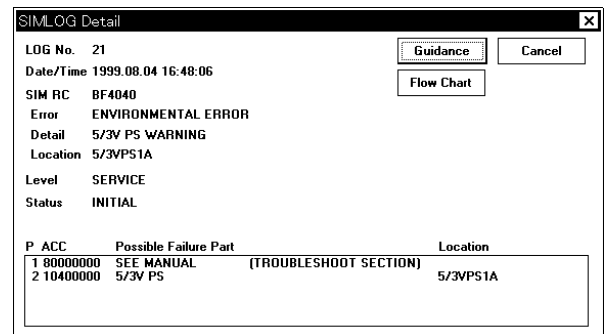 SIMLOG Detail
LOG No. 21
Guidance
Cancel
Date/Time 1999.08.04 16:48:06
Flow Chart
SIM RC BF4040
Error ENVIRONMENTAL ERROR
Detail 5/3V PS WARNING
Location 5/3VPS1A
Level SERVICE
Status INITIAL
P ACC Possible Failure Part Location
1 80000000 SEE MANUAL (TROUBLESHOOT SECTION)
2 10400000 5/3V PS 5/3VPS1A